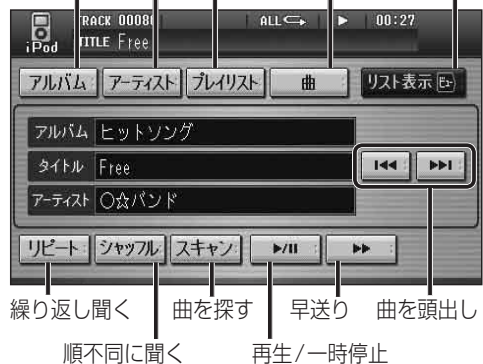 iPod TRACK 0008 ALL 00:27
TITLE Free
アルバム アーティスト プレイリスト 曲 リスト表示
アルバム ヒットソング
タイトル Free
アーティスト ○☆バンド
リピート シャッフル スキャン ▶/II ▶▶
繰り返し聞く 曲を探す 早送り 曲を頭出し
順不同に聞く 再生/一時停止